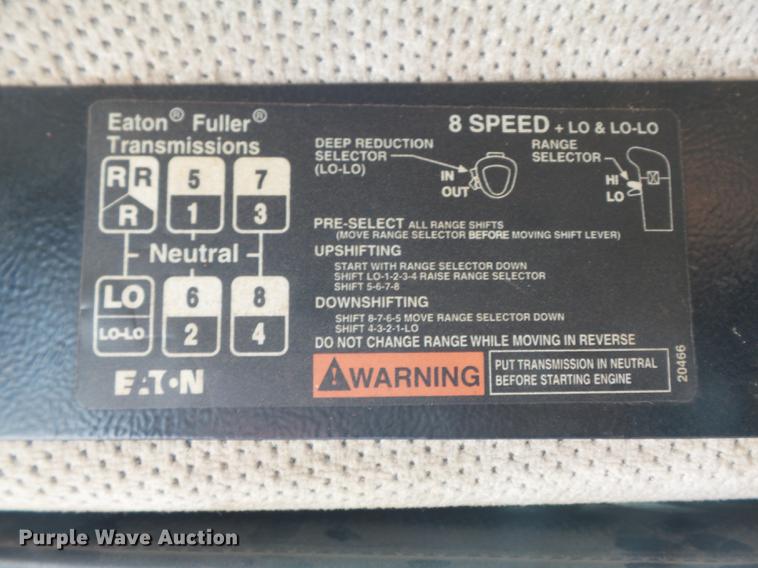 Eaton® Fuller®
Transmissions
R R 5 7
R 1 3
Neutral
LO 6 8
LO-LO 2 4
EATON
8 SPEED + LO & LO-LO
DEEP REDUCTION
SELECTOR
(LO-LO)
IN
OUT
RANGE
SELECTOR
HI
LO
PRE-SELECT ALL RANGE SHIFTS
(MOVE RANGE SELECTOR BEFORE MOVING SHIFT LEVER)
UPSHIFTING
START WITH RANGE SELECTOR DOWN
SHIFT LO-1-2-3-4 RAISE RANGE SELECTOR
SHIFT 5-6-7-8
DOWNSHIFTING
SHIFT 8-7-6-5 MOVE RANGE SELECTOR DOWN
SHIFT 4-3-2-1-LO
DO NOT CHANGE RANGE WHILE MOVING IN REVERSE
WARNING
PUT TRANSMISSION IN NEUTRAL
BEFORE STARTING ENGINE
20466
Purple Wave Auction